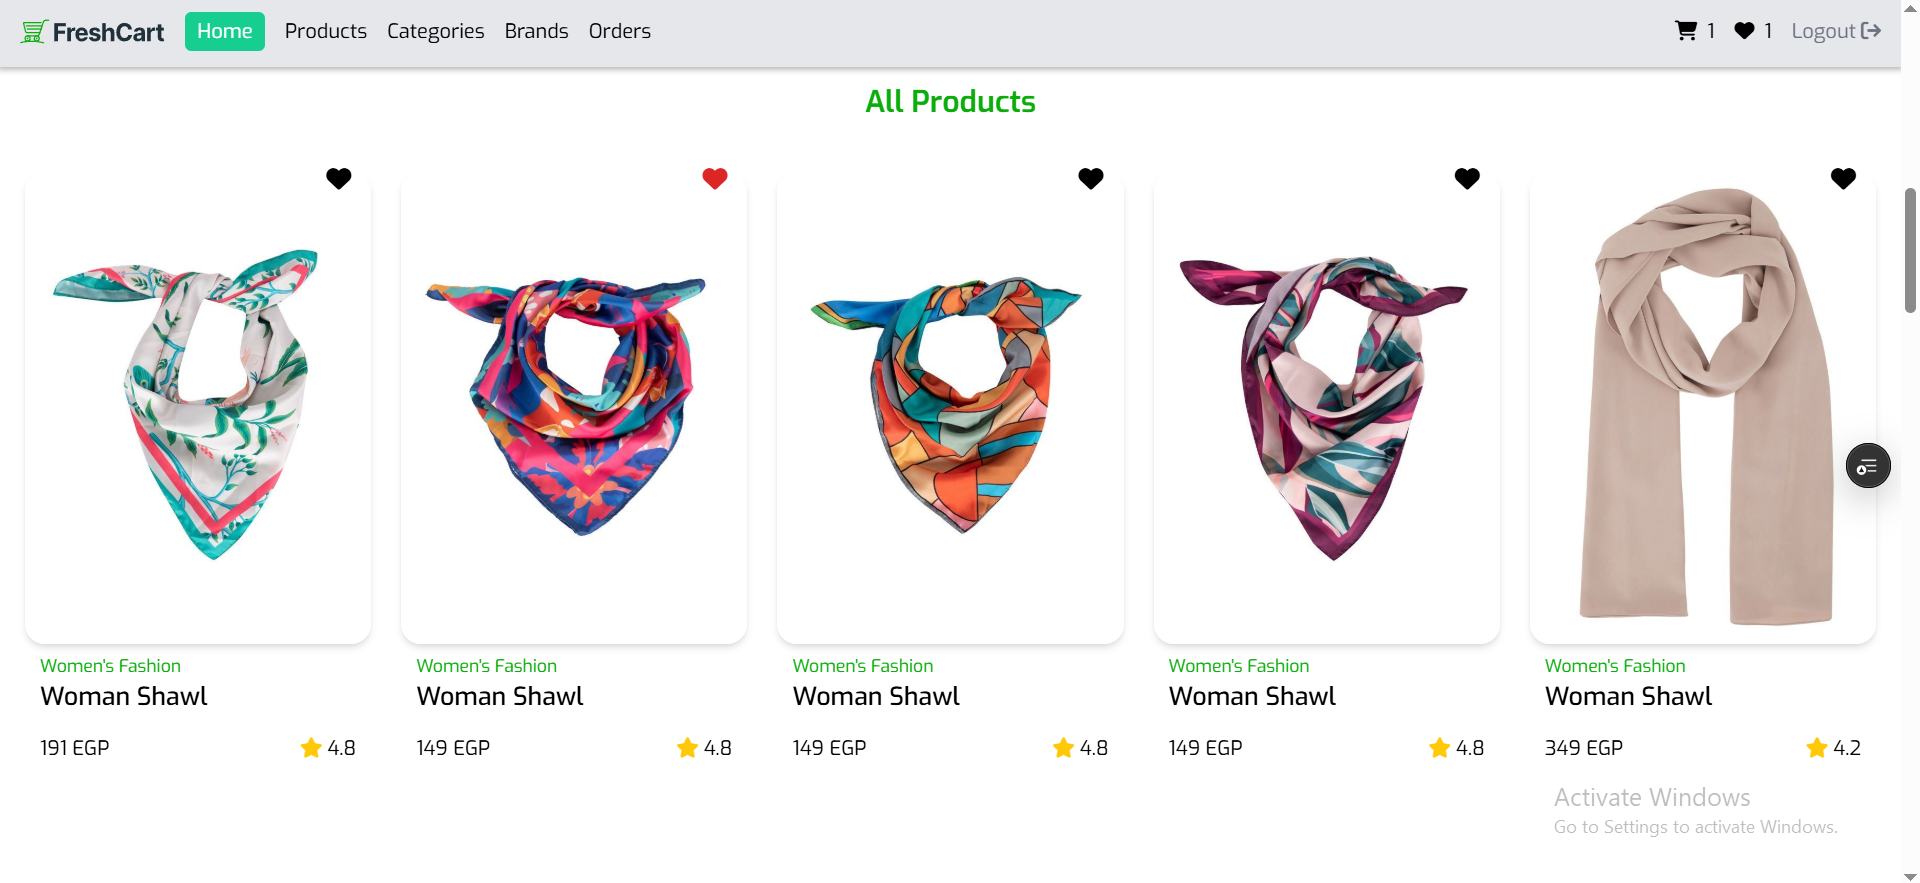 FreshCart Home Products Categories Brands Orders 1 1 Logout
All Products
Women's Fashion Women's Fashion Women's Fashion Women's Fashion Women's Fashion
Woman Shawl Woman Shawl Woman Shawl Woman Shawl Woman Shawl
191 EGP 4.8 149 EGP 4.8 149 EGP 4.8 149 EGP 4.8 349 EGP 4.2
Activate Windows
Go to Settings to activate Windows.